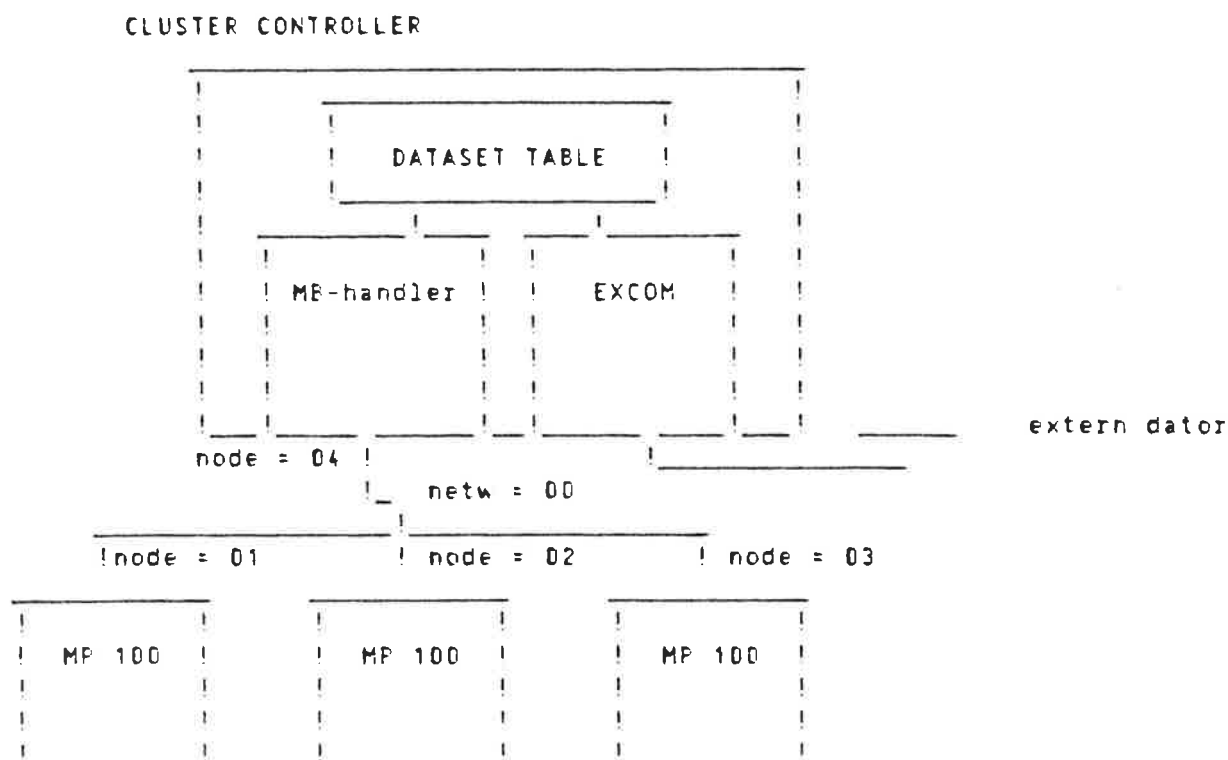 CLUSTER CONTROLLER
DATASET TABLE
MB-handler
EXCOM
extern dator
node = 04
netw = 00
node = 01
node = 02
node = 03
MP 100
MP 100
MP 100